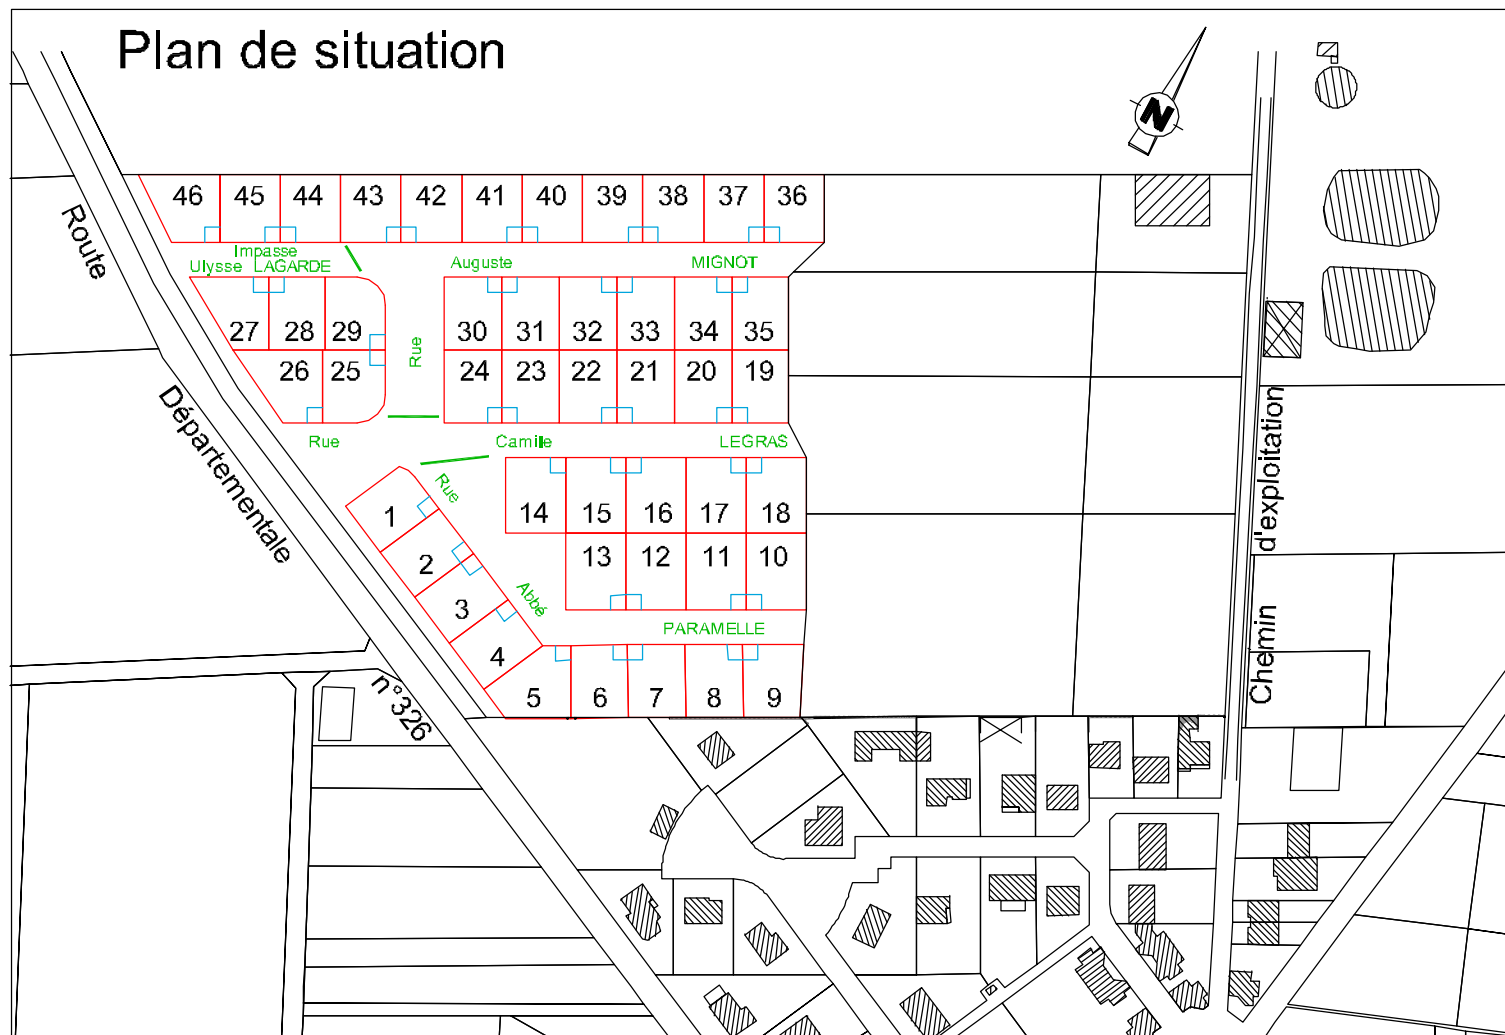 Plan de situation
N
46 45 44 43 42 41 40 39 38 37 36
Impasse
Ulysse LAGARDE
Auguste
MIGNOT
Route
27 28 29
Rue
30 31 32 33 34 35
26 25
24 23 22 21 20 19
Départementale
Rue
Camille
LEGRAS
Rue
1
14 15 16 17 18
2
13 12 11 10
3
Abbé
PARAMELLE
4
5 6 7 8 9
n°326
Chemin d'exploitation